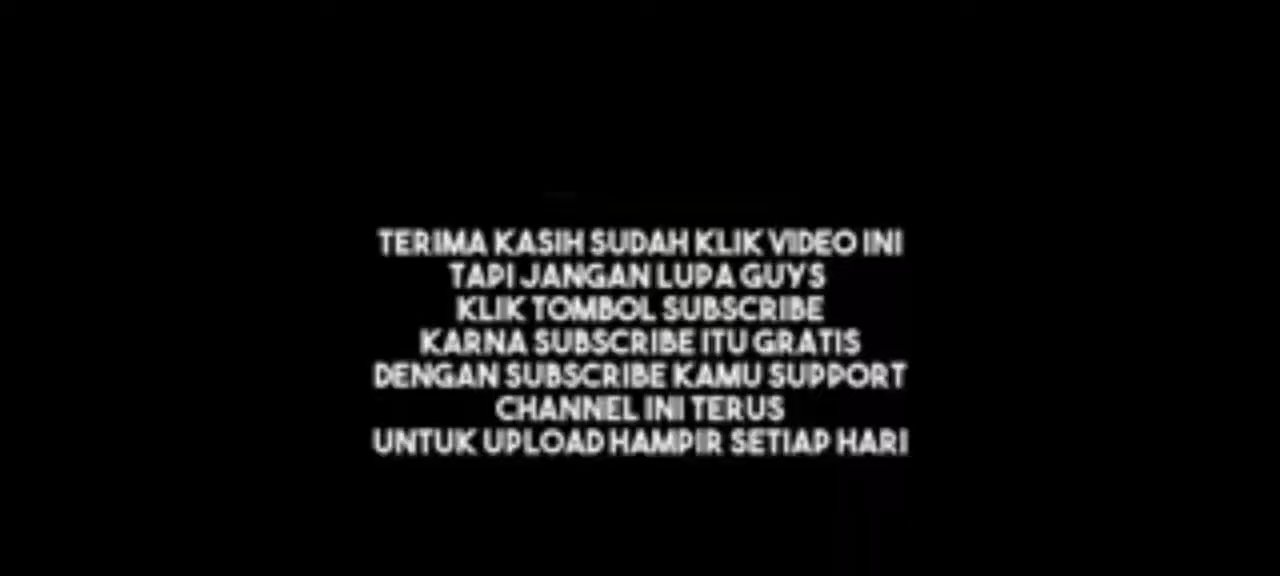 TERIMA KASIH SUDAH KLIK VIDEO INI
TAPI JANGAN LUPA GUYS
KLIK TOMBOL SUBSCRIBE
KARNA SUBSCRIBE ITU GRATIS
DENGAN SUBSCRIBE KAMU SUPPORT
CHANNEL INI TERUS
UNTUK UPLOAD HAMPIR SETIAP HARI